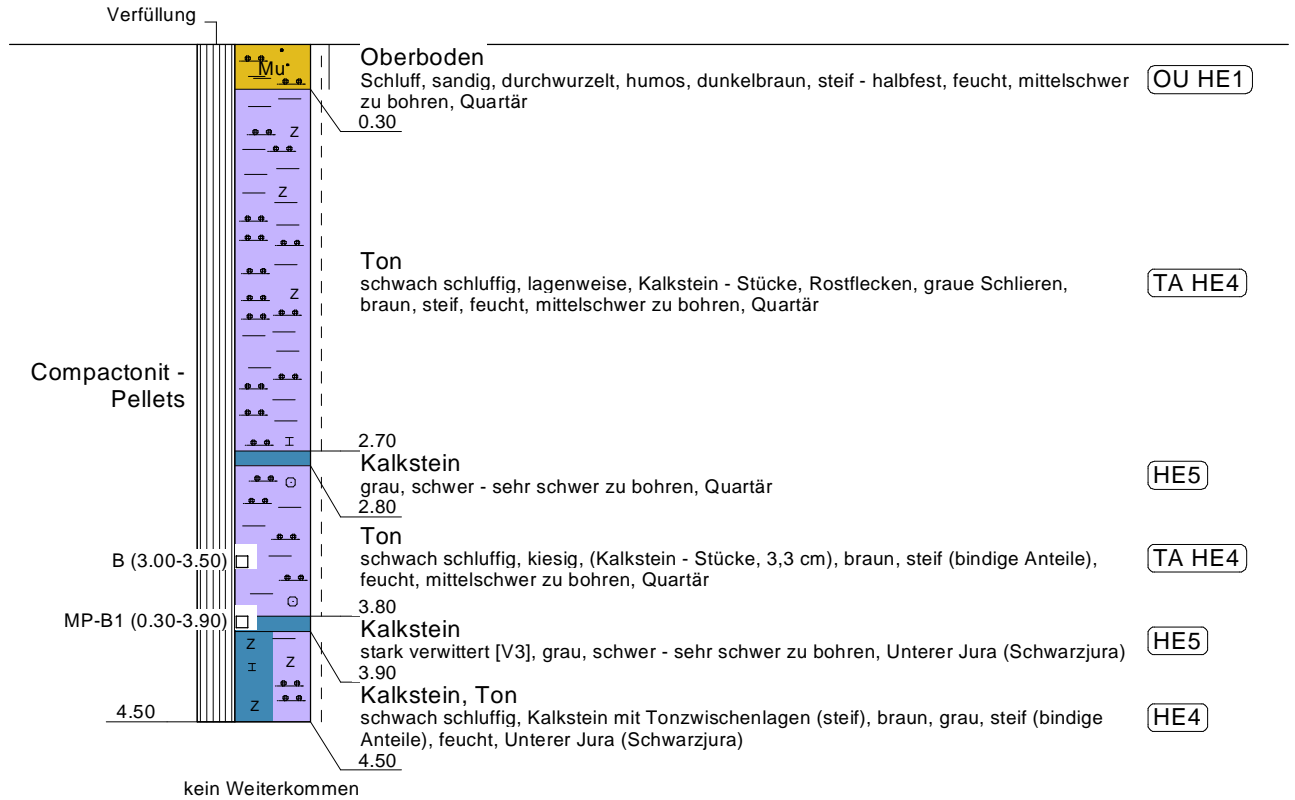 Verfüllung
Mu
Oberboden
Schluff, sandig, durchwurzelt, humos, dunkelbraun, steif - halbfest, feucht, mittelschwer
zu bohren, Quartär
OU HE1
0.30
Z
Z
Ton
schwach schluffig, lagenweise, Kalkstein - Stücke, Rostflecken, graue Schlieren,
braun, steif, feucht, mittelschwer zu bohren, Quartär
TA HE4
Z
Compactonit -
Pellets
I
2.70
Kalkstein
grau, schwer - sehr schwer zu bohren, Quartär
HE5
2.80
Ton
schwach schluffig, kiesig, (Kalkstein - Stücke, 3,3 cm), braun, steif (bindige Anteile),
feucht, mittelschwer zu bohren, Quartär
TA HE4
B (3.00-3.50)
3.80
MP-B1 (0.30-3.90)
Kalkstein
stark verwittert [V3], grau, schwer - sehr schwer zu bohren, Unterer Jura (Schwarzjura)
HE5
3.90
Z
I Z
Z
Kalkstein, Ton
schwach schluffig, Kalkstein mit Tonzwischenlagen (steif), braun, grau, steif (bindige
Anteile), feucht, Unterer Jura (Schwarzjura)
HE4
4.50
4.50
kein Weiterkommen